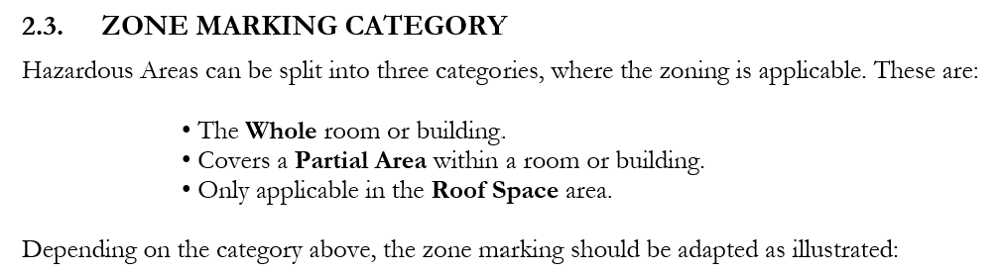 2.3. ZONE MARKING CATEGORY
Hazardous Areas can be split into three categories, where the zoning is applicable. These are:
• The Whole room or building.
• Covers a Partial Area within a room or building.
• Only applicable in the Roof Space area.
Depending on the category above, the zone marking should be adapted as illustrated: